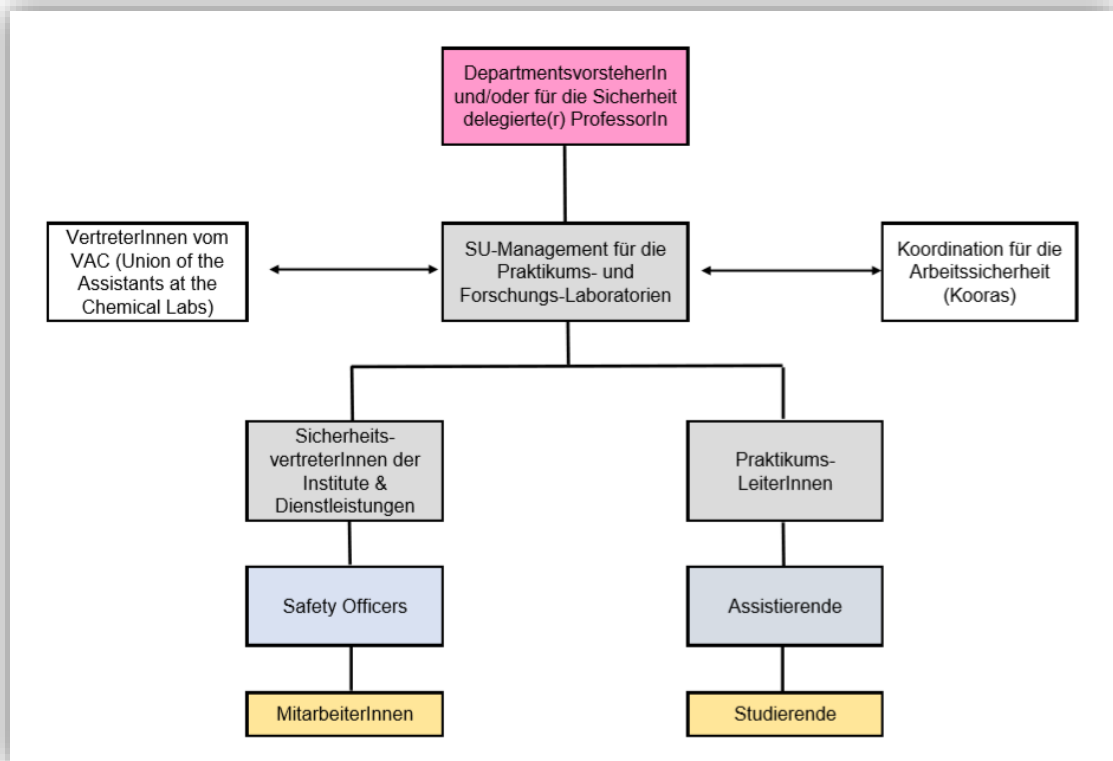 DepartmentsvorsteherIn
und/oder für die Sicherheit
delegierte(r) ProfessorIn
VertreterInnen vom
VAC (Union of the
Assistants at the
Chemical Labs)
SU-Management für die
Praktikums- und
Forschungs-Laboratorien
Koordination für die
Arbeitssicherheit
(Kooras)
Sicherheits-
vertreterInnen der
Institute &
Dienstleistungen
Praktikums-
LeiterInnen
Safety Officers
Assistierende
MitarbeiterInnen
Studierende